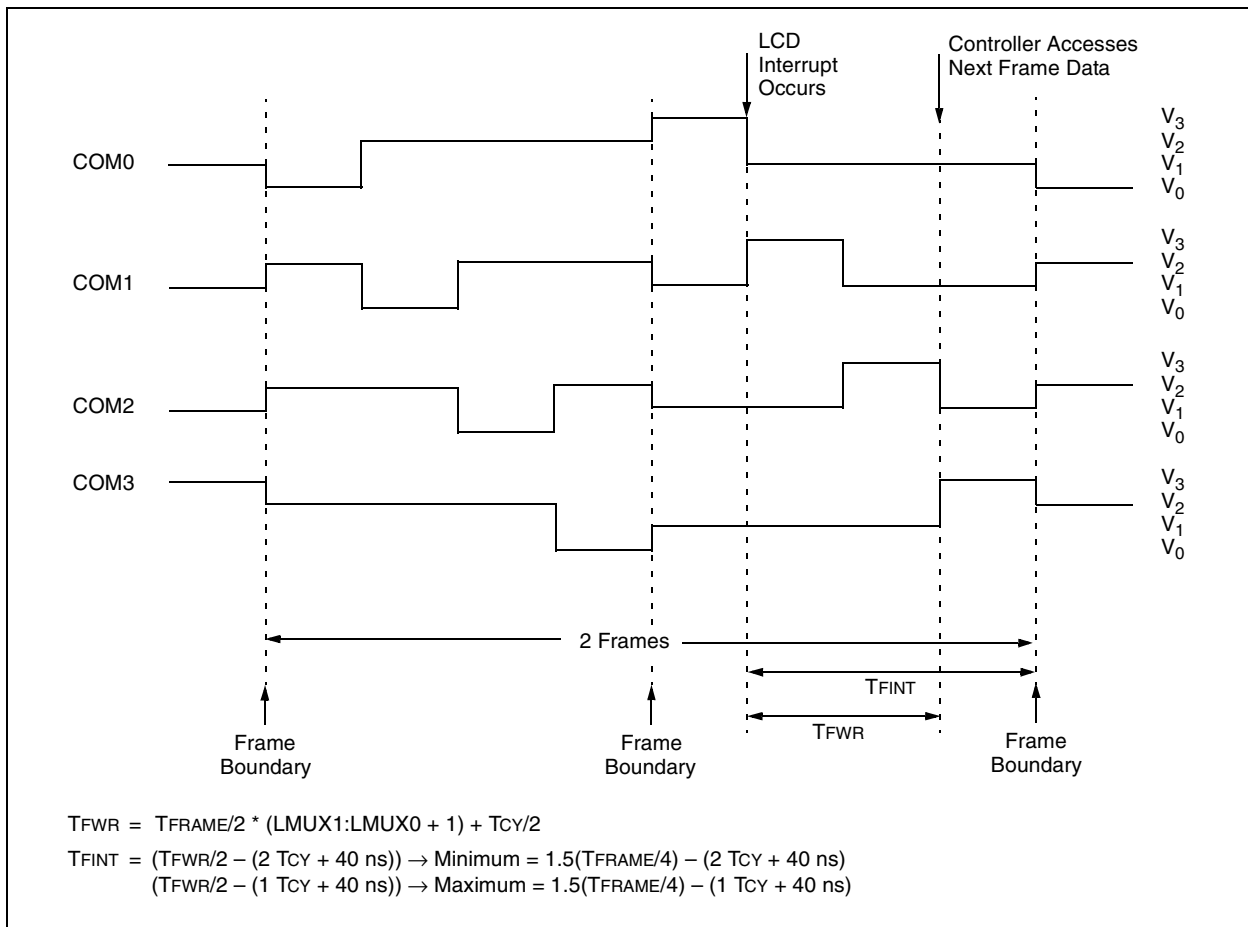 LCD
Interrupt
Occurs
Controller Accesses
Next Frame Data
COM0
V3
V2
V1
V0
COM1
V3
V2
V1
V0
COM2
V3
V2
V1
V0
COM3
V3
V2
V1
V0
2 Frames
TFINT
TFWR
Frame
Boundary
Frame
Boundary
Frame
Boundary
TFWR = TFRAME/2 * (LMUX1:LMUX0 + 1) + TCY/2
TFINT = (TFWR/2 – (2 TCY + 40 ns)) → Minimum = 1.5(TFRAME/4) – (2 TCY + 40 ns)
(TFWR/2 – (1 TCY + 40 ns)) → Maximum = 1.5(TFRAME/4) – (1 TCY + 40 ns)